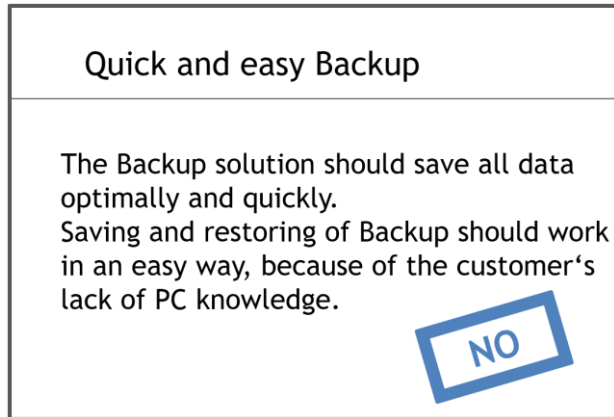 Quick and easy Backup
The Backup solution should save all data
optimally and quickly.
Saving and restoring of Backup should work
in an easy way, because of the customer‘s
lack of PC knowledge.
NO